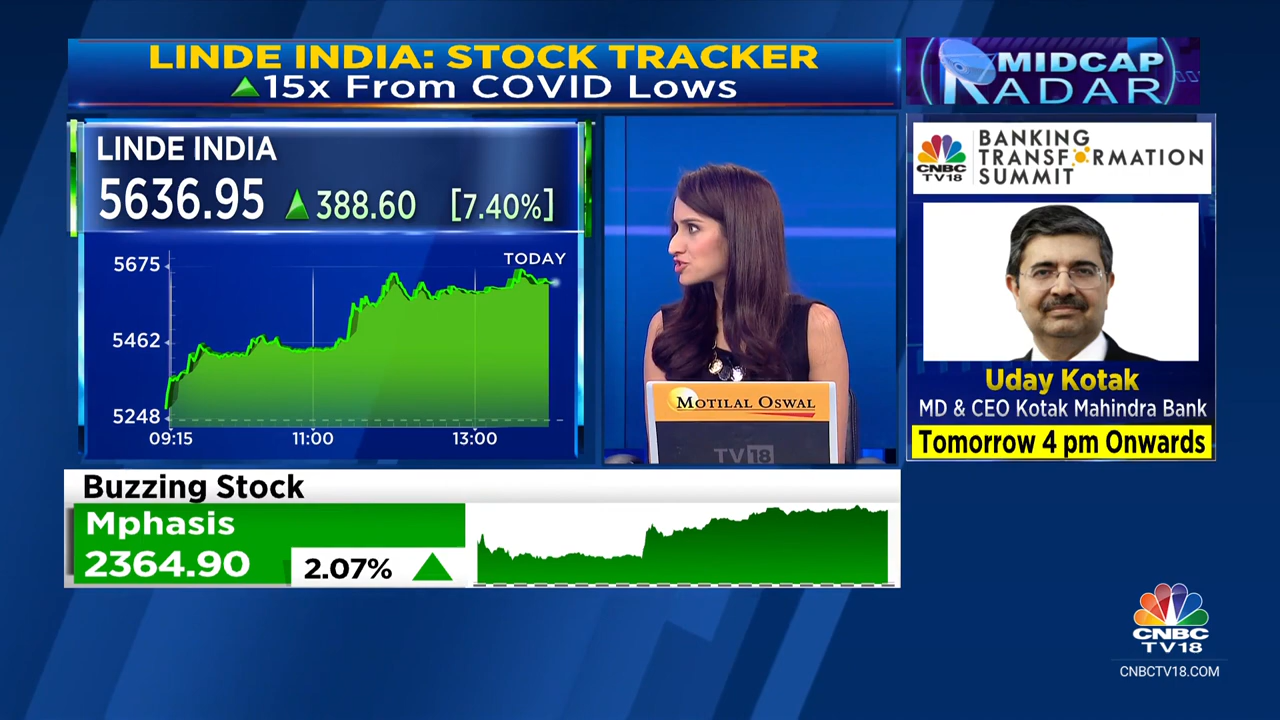 LINDE INDIA: STOCK TRACKER
15x From COVID Lows
MIDCAP
RADAR
LINDE INDIA
5636.95 388.60 [7.40%]
TODAY
5675
5462
5248
09:15 11:00 13:00
MOTILAL OSWAL
TV18
CNBC
TV18
BANKING
TRANSFORMATION
SUMMIT
Uday Kotak
MD & CEO Kotak Mahindra Bank
Tomorrow 4 pm Onwards
Buzzing Stock
Mphasis
2364.90 2.07%
CNBC
TV18
CNBCTV18.COM